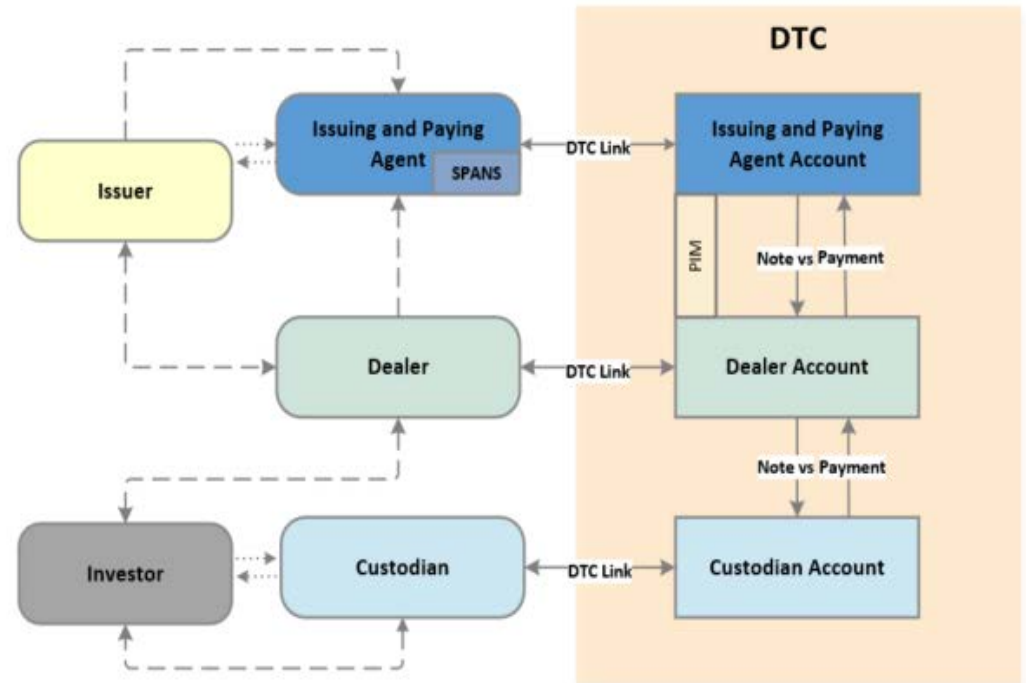 DTC
Issuing and Paying
Agent
SPANS
DTC Link
Issuing and Paying
Agent Account
Issuer
PIM
Note vs Payment
Dealer
DTC Link
Dealer Account
Note vs Payment
Investor
Custodian
DTC Link
Custodian Account